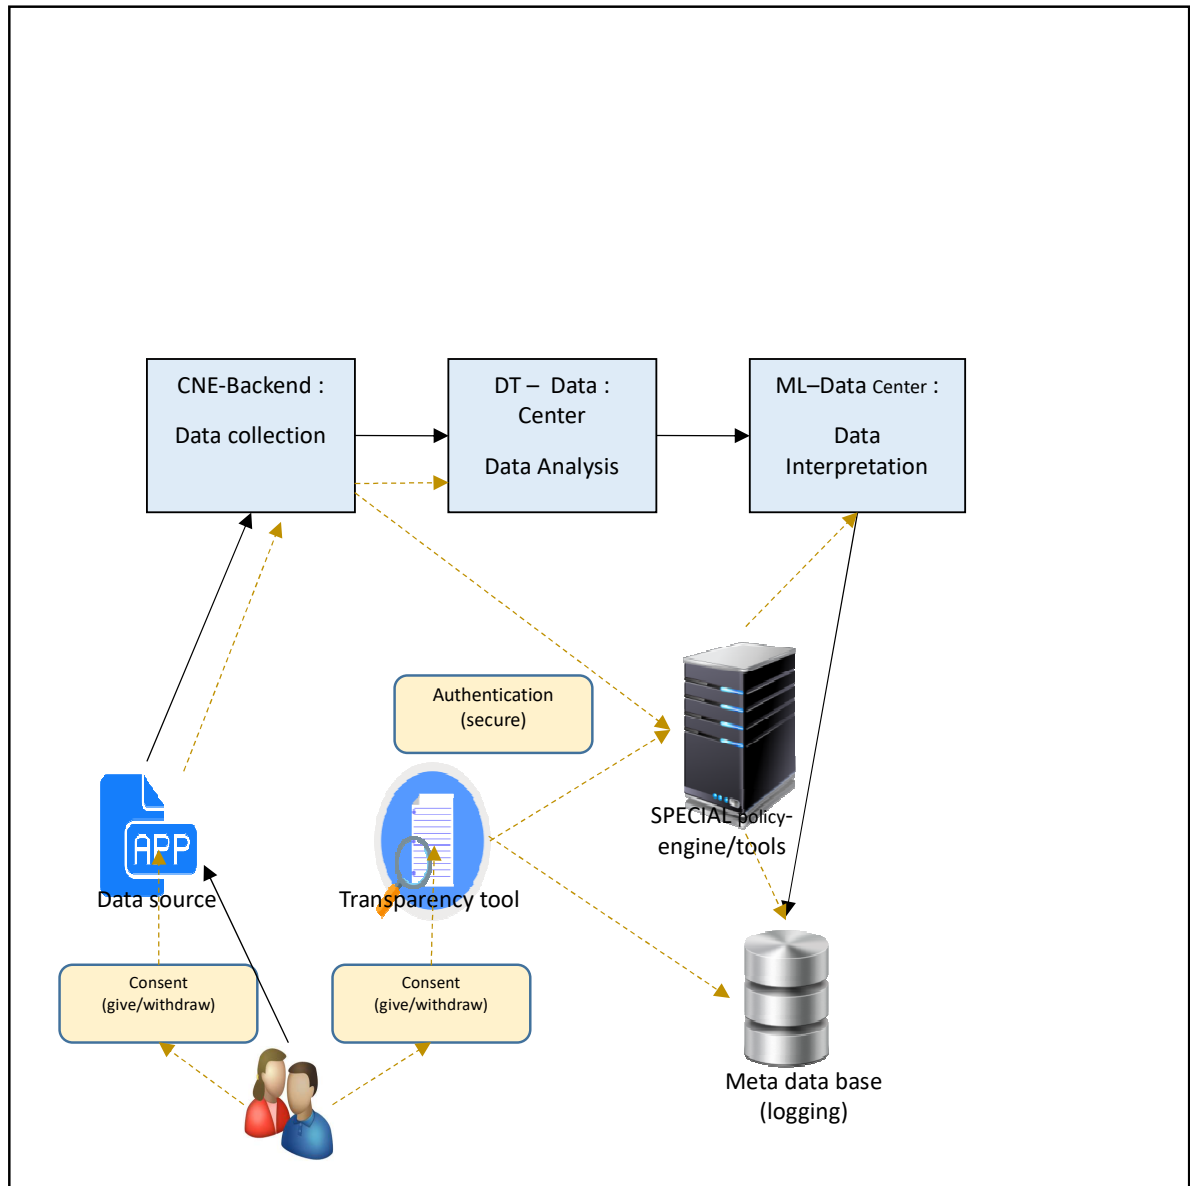 CNE-Backend :
Data collection
DT – Data :
Center
Data Analysis
ML–Data Center :
Data
Interpretation
Authentication
(secure)
APP
Data source
Transparency tool
SPECIAL policy-
engine/tools
Consent
(give/withdraw)
Consent
(give/withdraw)
Meta data base
(logging)